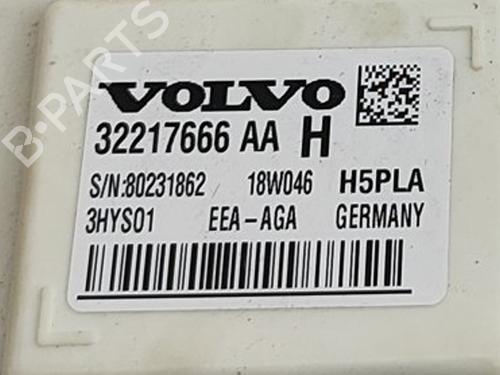 VOLVO
32217666 AA H
S/N:80231862 18W046 H5PLA
3HYS01 EEA-AGA GERMANY
B-PARTS